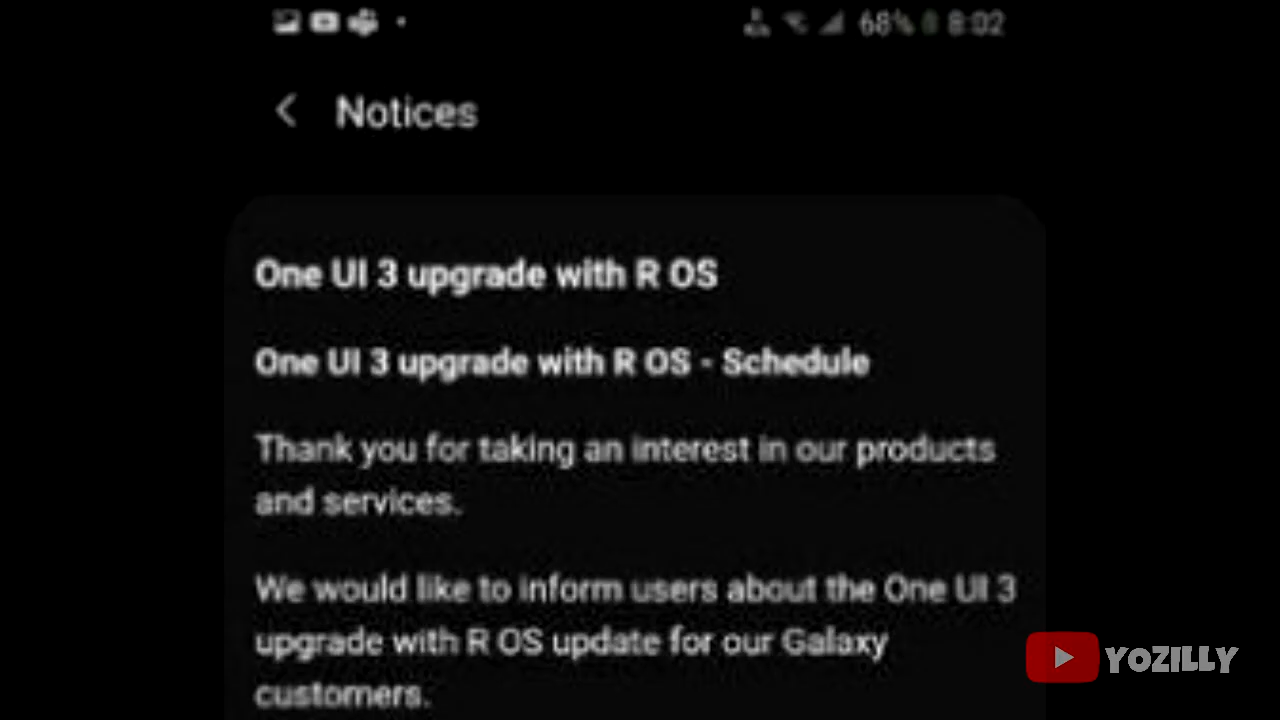 68% 8:02
Notices
One UI 3 upgrade with R OS
One UI 3 upgrade with R OS - Schedule
Thank you for taking an interest in our products
and services.
We would like to inform users about the One UI 3
upgrade with R OS update for our Galaxy
customers.
YOZILLY